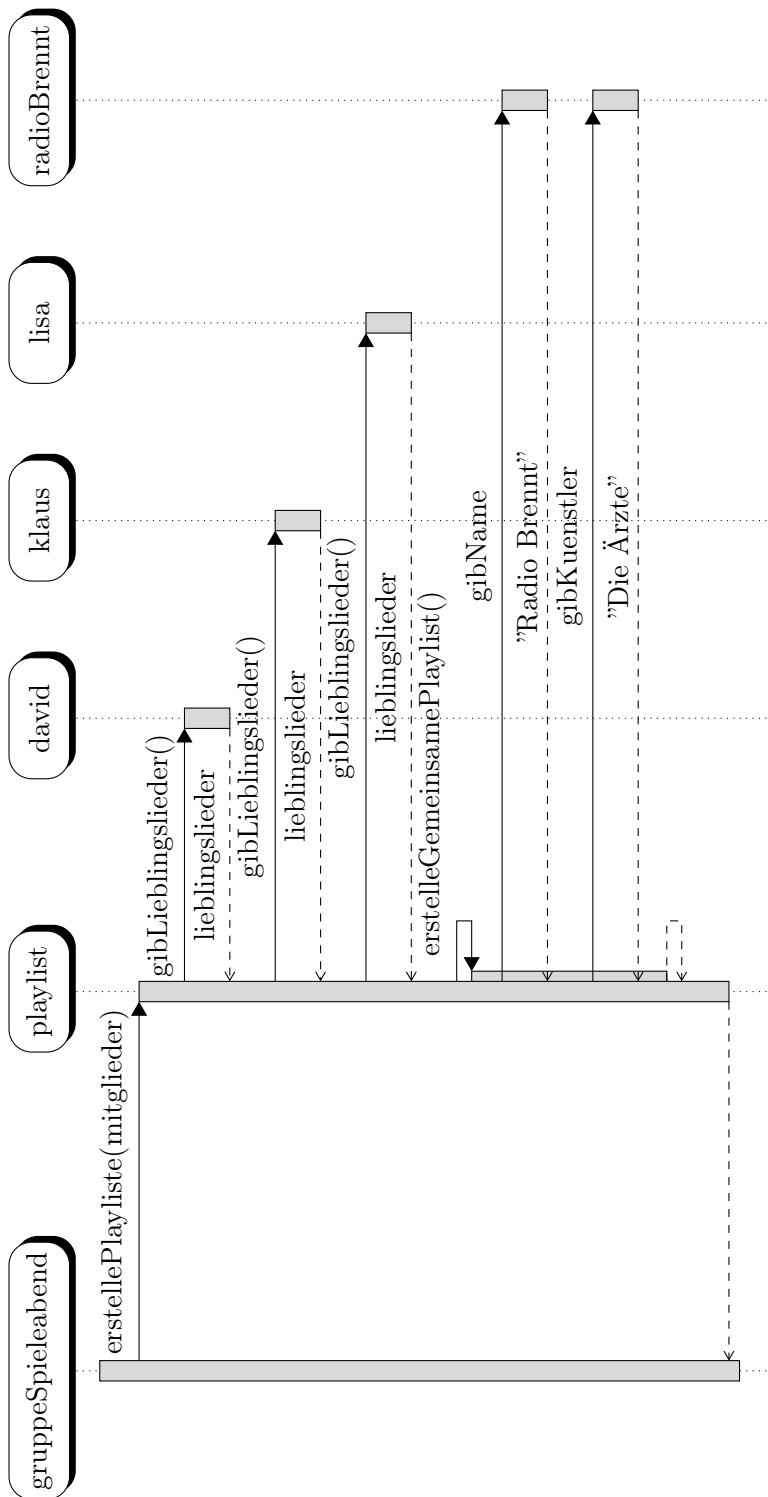 gruppeSpieleabend
playlist
david
klaus
lisa
radioBrennt
erstellePlayliste(mitglieder)
gibLieblingslieder()
lieblingslieder
gibLieblingslieder()
lieblingslieder
gibLieblingslieder()
lieblingslieder
erstelleGemeinsamePlaylist()
gibName
”Radio Brennt”
gibKuenstler
”Die Ärzte”